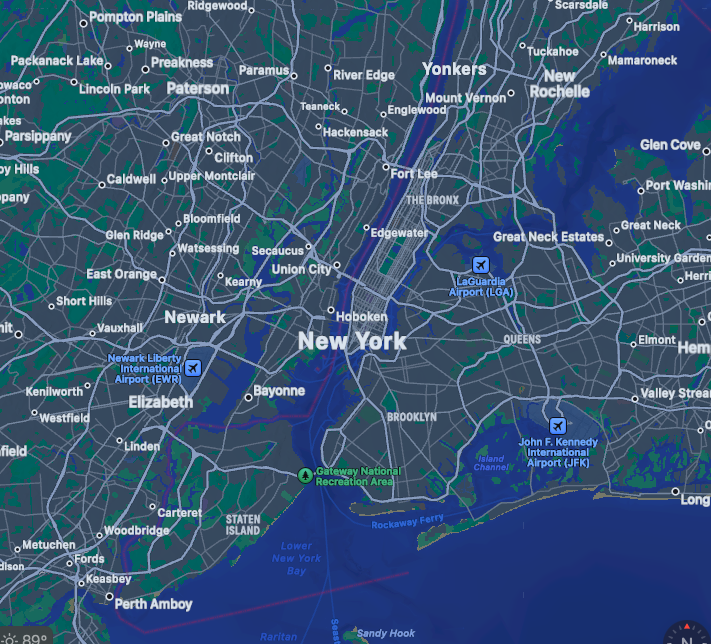 Ridgewood
Scarsdale
Pompton Plains
Harrison
Wayne
Tuckahoe
Packanack Lake
Preakness
Mamaroneck
Paramus
River Edge
Yonkers
New
Rochelle
Lincoln Park
Paterson
Mount Vernon
Teaneck
Englewood
Parsippany
Great Notch
Hackensack
Glen Cove
Clifton
Caldwell
Upper Montclair
Fort Lee
Port Washi
THE BRONX
Bloomfield
Glen Ridge
Edgewater
Great Neck Estates
Great Neck
Watsessing
Secaucus
University Garden
East Orange
Union City
LaGuardia
Airport (LGA)
Kearny
Herri
Short Hills
Newark
Hoboken
Vauxhall
New York
QUEENS
Elmont
Hem
Newark Liberty
International
Airport (EWR)
Kenilworth
Bayonne
Valley Strea
Elizabeth
Westfield
BROOKLYN
Linden
field
John F. Kennedy
International
Airport (JFK)
Island
Channel
Gateway National
Recreation Area
Long
Carteret
STATEN
ISLAND
Rockaway Ferry
Woodbridge
Metuchen
Lower
New York
Bay
Fords
dison
Keasbey
Perth Amboy
89°
Raritan
Seas
Sandy Hook
N